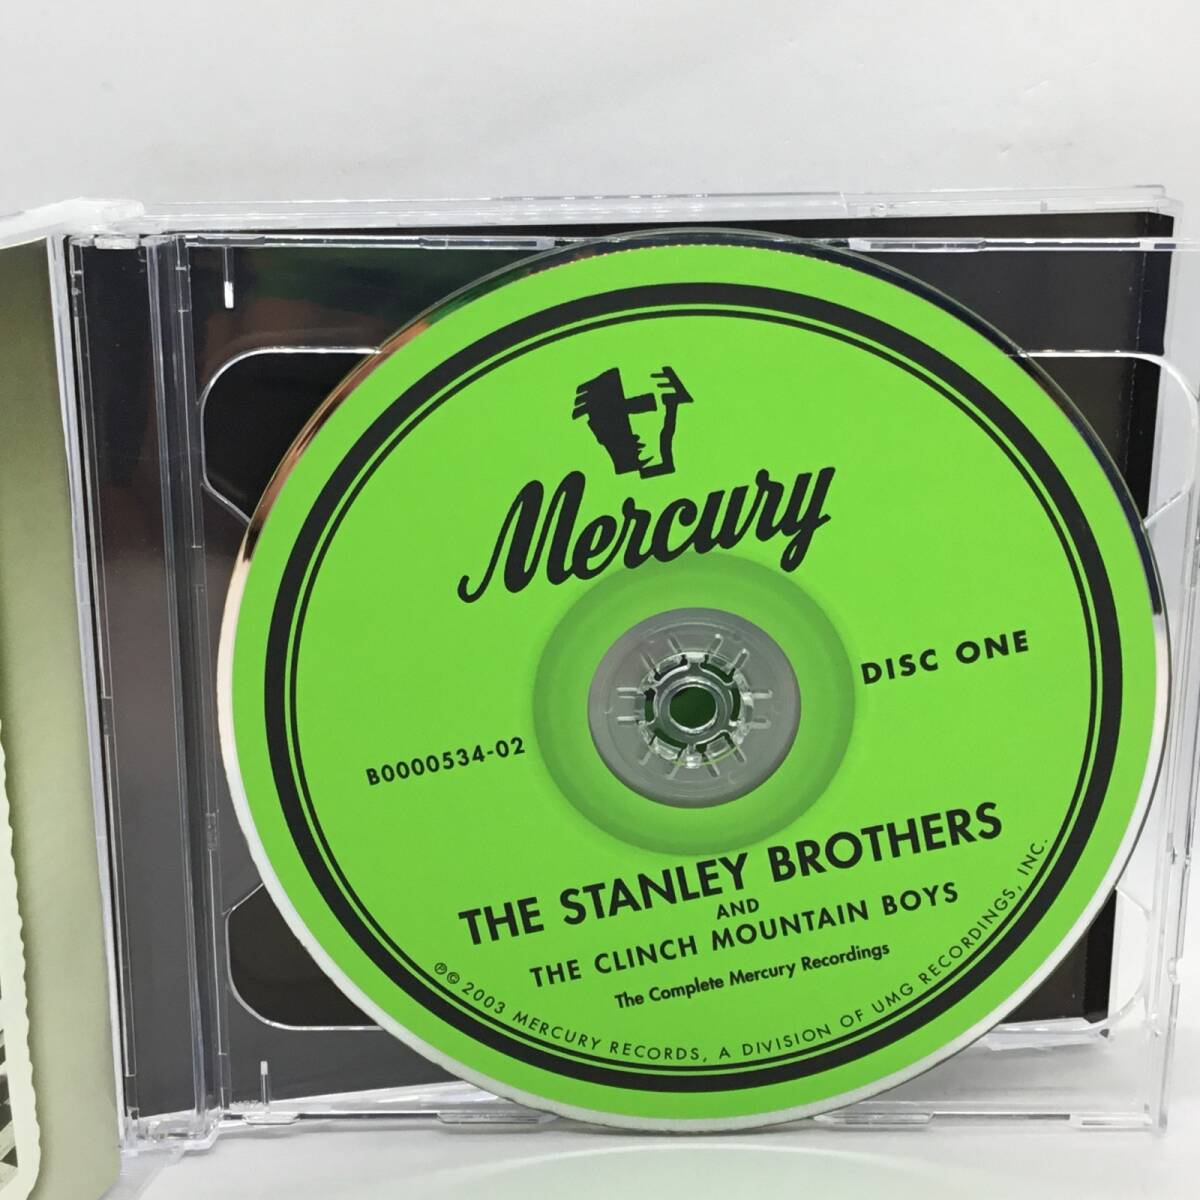 Mercury
DISC ONE
B0000534-02
THE STANLEY BROTHERS
AND
THE CLINCH MOUNTAIN BOYS
The Complete Mercury Recordings
℗© 2003 MERCURY RECORDS, A DIVISION OF UMG RECORDINGS, INC.